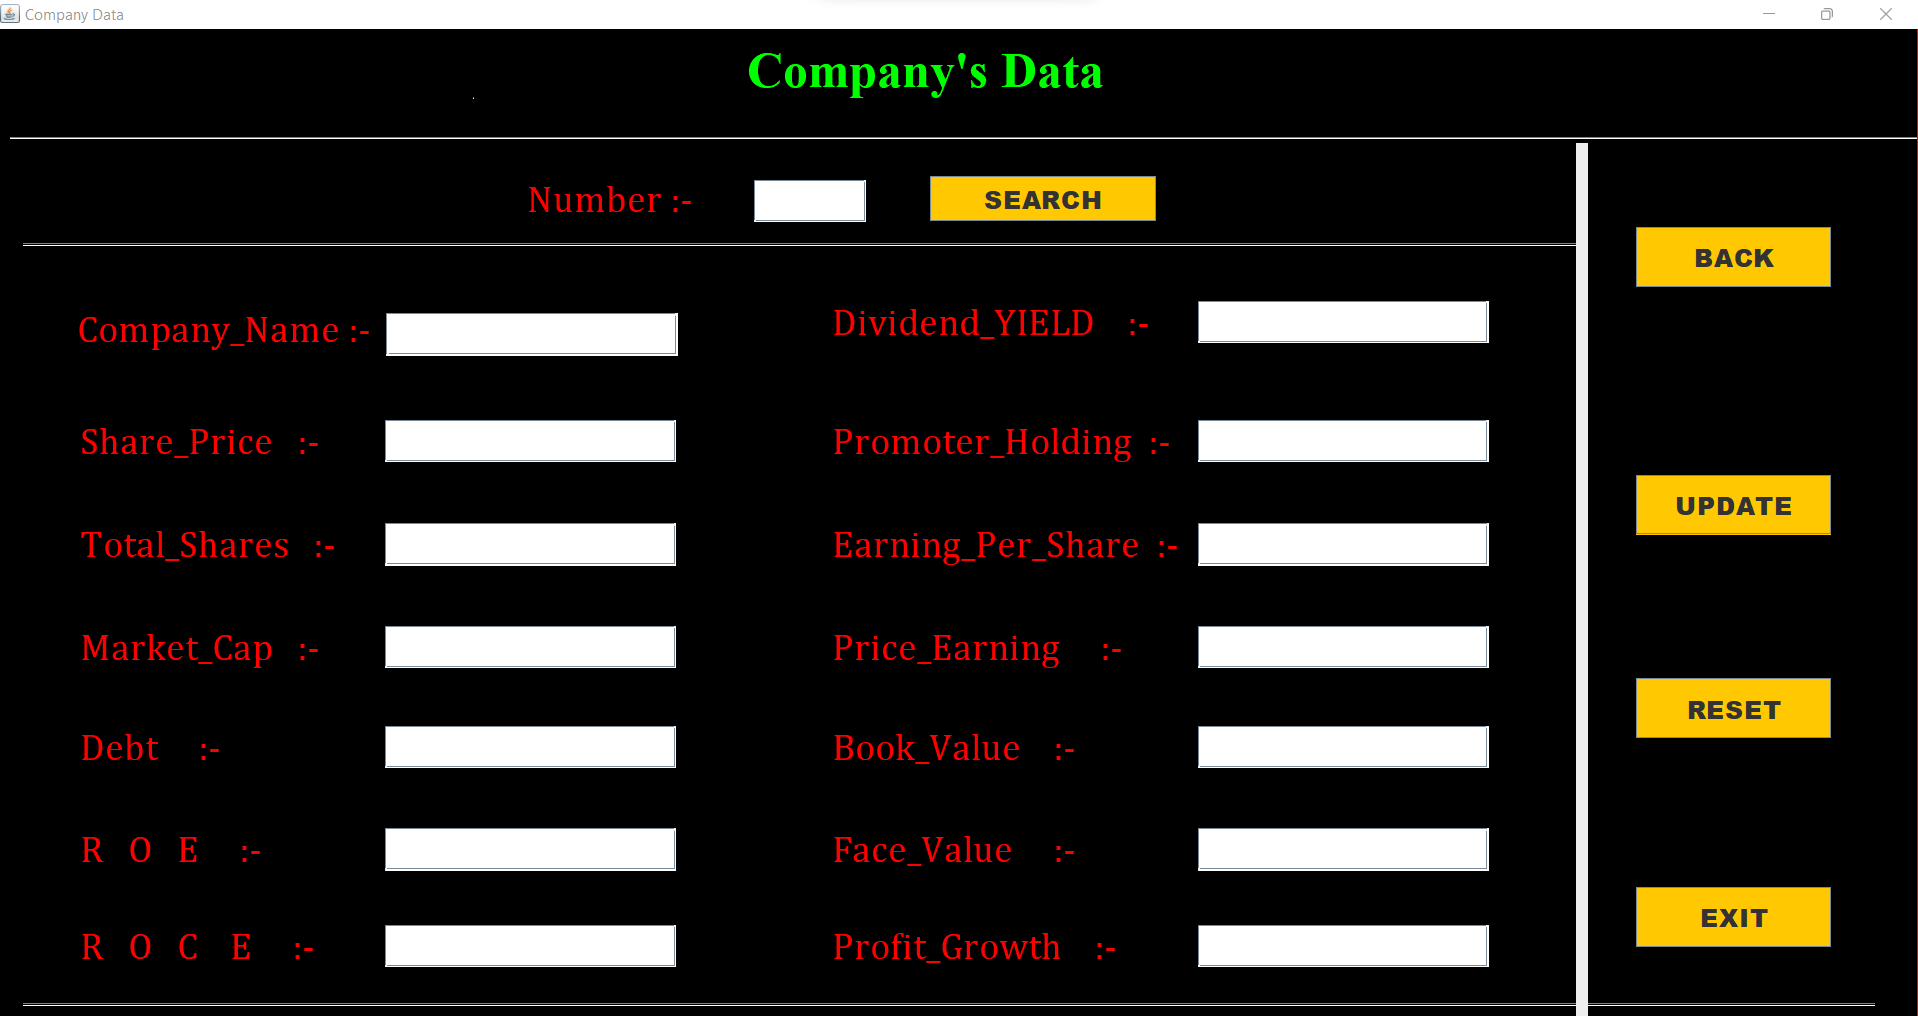 Company Data
Company's Data
Number :-
SEARCH
BACK
Company_Name :-
Dividend_YIELD :-
Share_Price :-
Promoter_Holding :-
UPDATE
Total_Shares :-
Earning_Per_Share :-
Market_Cap :-
Price_Earning :-
RESET
Debt :-
Book_Value :-
R O E :-
Face_Value :-
EXIT
R O C E :-
Profit_Growth :-